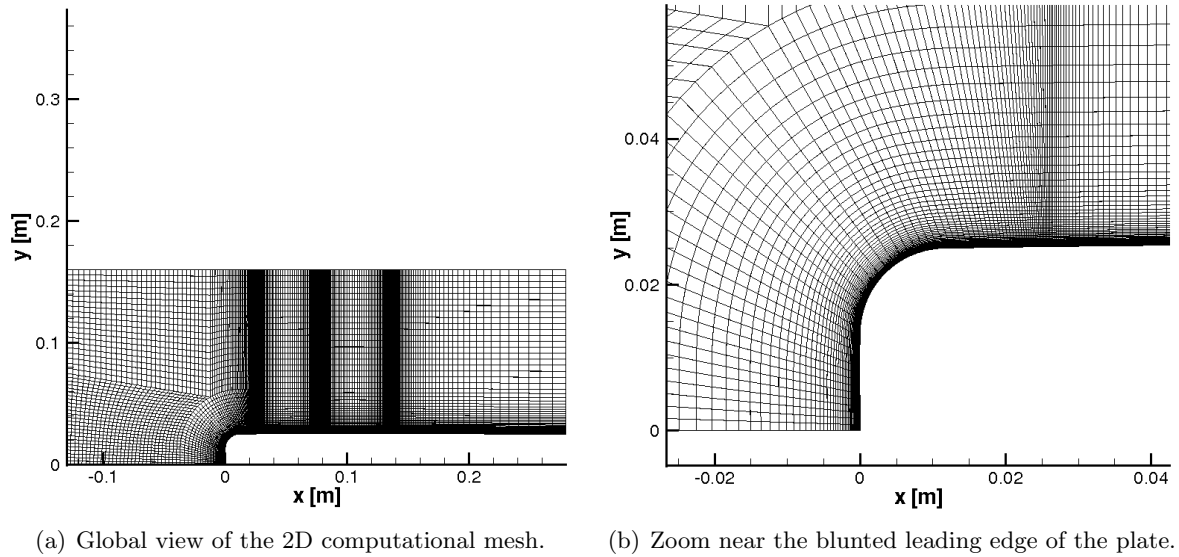 0.3
0.2
0.1
0
y [m]
-0.1
0
0.1
0.2
x [m]
0.04
0.02
0
y [m]
-0.02
0
0.02
0.04
x [m]
(a) Global view of the 2D computational mesh.
(b) Zoom near the blunted leading edge of the plate.